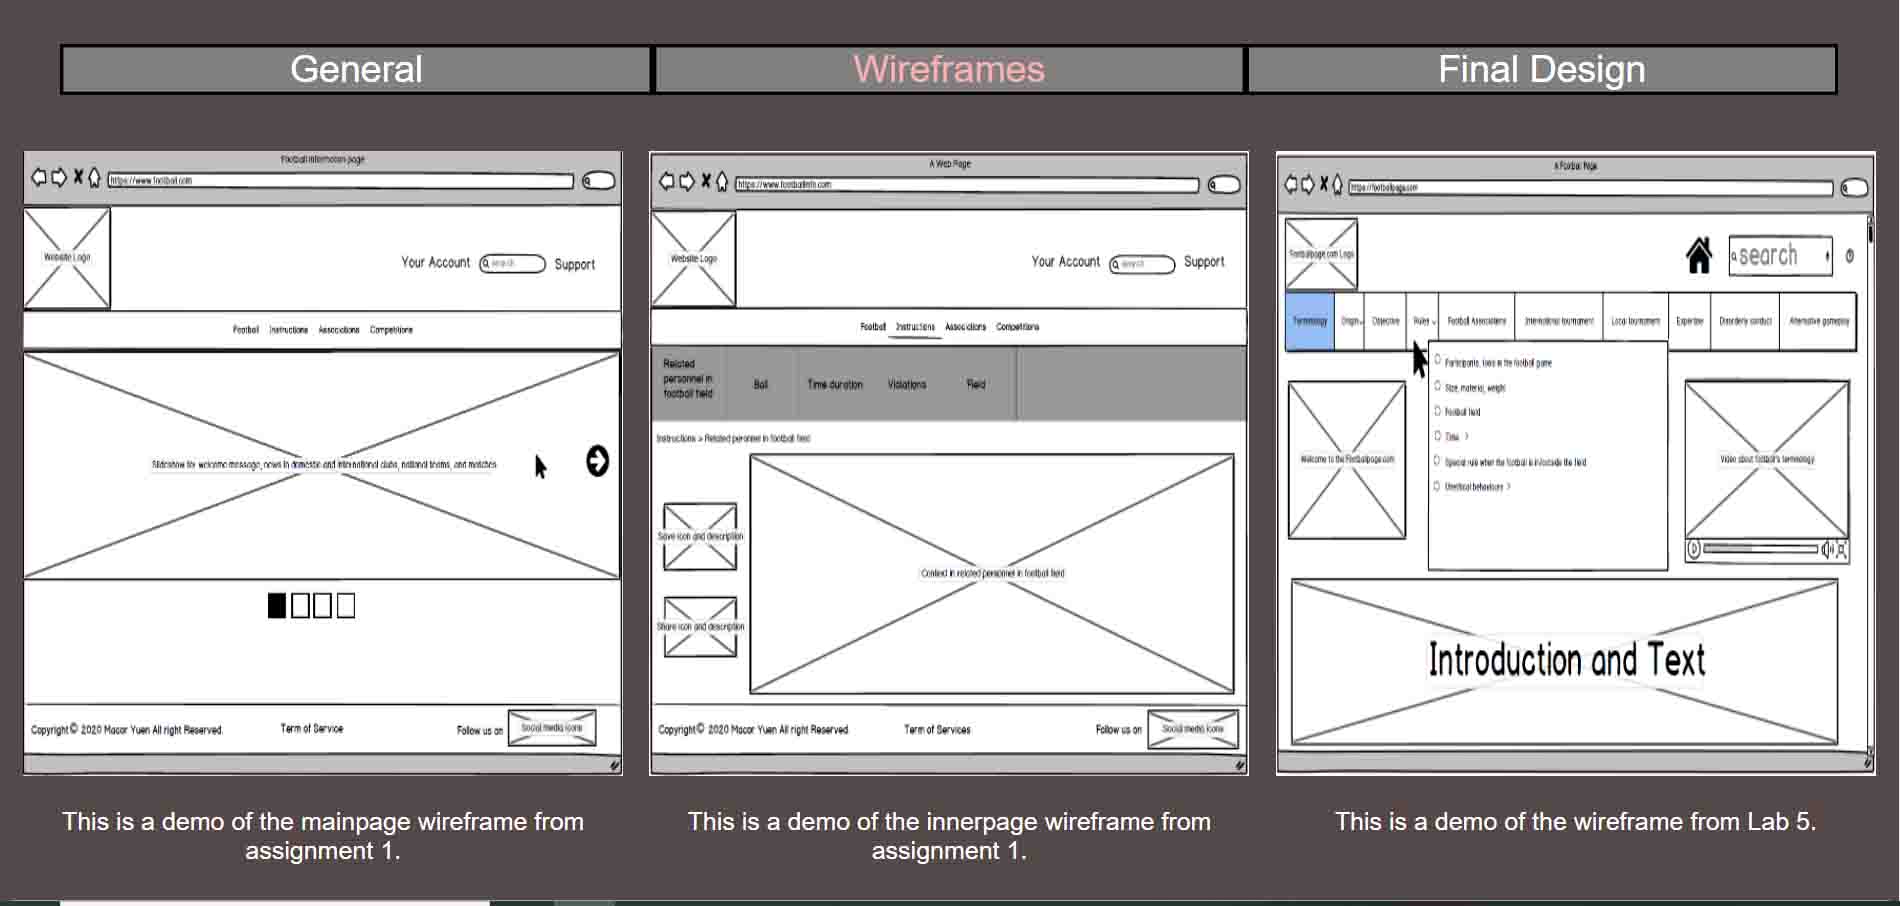 General
Wireframes
Final Design
Football information page
https://www.football.com
Website Logo
Your Account
search
Support
Football
Instructions
Associations
Competitions
Slideshow for welcome message, news in domestic and international clubs, national teams, and matches
Copyright© 2020 Macor Yuen All right Reserved.
Term of Service
Follow us on
Social media icons
This is a demo of the mainpage wireframe from
assignment 1.
A Web Page
https://www.footballinfo.com
Website Logo
Your Account
search
Support
Football
Instructions
Associations
Competitions
Related
personnel in
football field
Ball
Time duration
Violations
Field
Instructions > Related personnel in football field
Save icon and description
Share icon and description
Context in related personnel in football field
Copyright© 2020 Macor Yuen All right Reserved.
Term of Services
Follow us on
Social media icons
This is a demo of the innerpage wireframe from
assignment 1.
A Football Page
https://footballpage.com
Footballpage.com Logo
search
Terminology
Origin
Objective
Rules
Football Associations
International tournament
Local tournament
Expertise
Disorderly conduct
Alternative gameplay
Participants, fans in the football game
Size, material, weight
Football field
Time >
Special rule when the football is in/outside the field
Unethical behaviours >
Welcome to the Footballpage.com
Video about football's terminology
Introduction and Text
This is a demo of the wireframe from Lab 5.